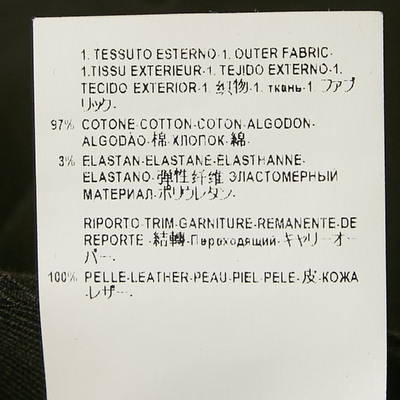 1. TESSUTO ESTERNO-1. OUTER FABRIC-
1.TISSU EXTERIEUR-1. TEJIDO EXTERNO-1.
TECIDO EXTERIOR-1. 織物-1. ткань-1. ファブ
リック-
97% COTONE-COTTON-COTON-ALGODON-
ALGODÃO-棉-ХЛОПОК-綿-
3% ELASTAN-ELASTANE-ELASTHANNE-
ELASTANO-弾性纤维-ЭЛАСТОМЕРНЫЙ
МАТЕРИАЛ-ポリウレタン-
RIPORTO-TRIM-GARNITURE-REMANENTE-DE
REPORTE -結轉-Переходящий-キャリーオー
バー-
100% PELLE-LEATHER-PEAU-PIEL-PELE-皮-КОЖА
-レザー-